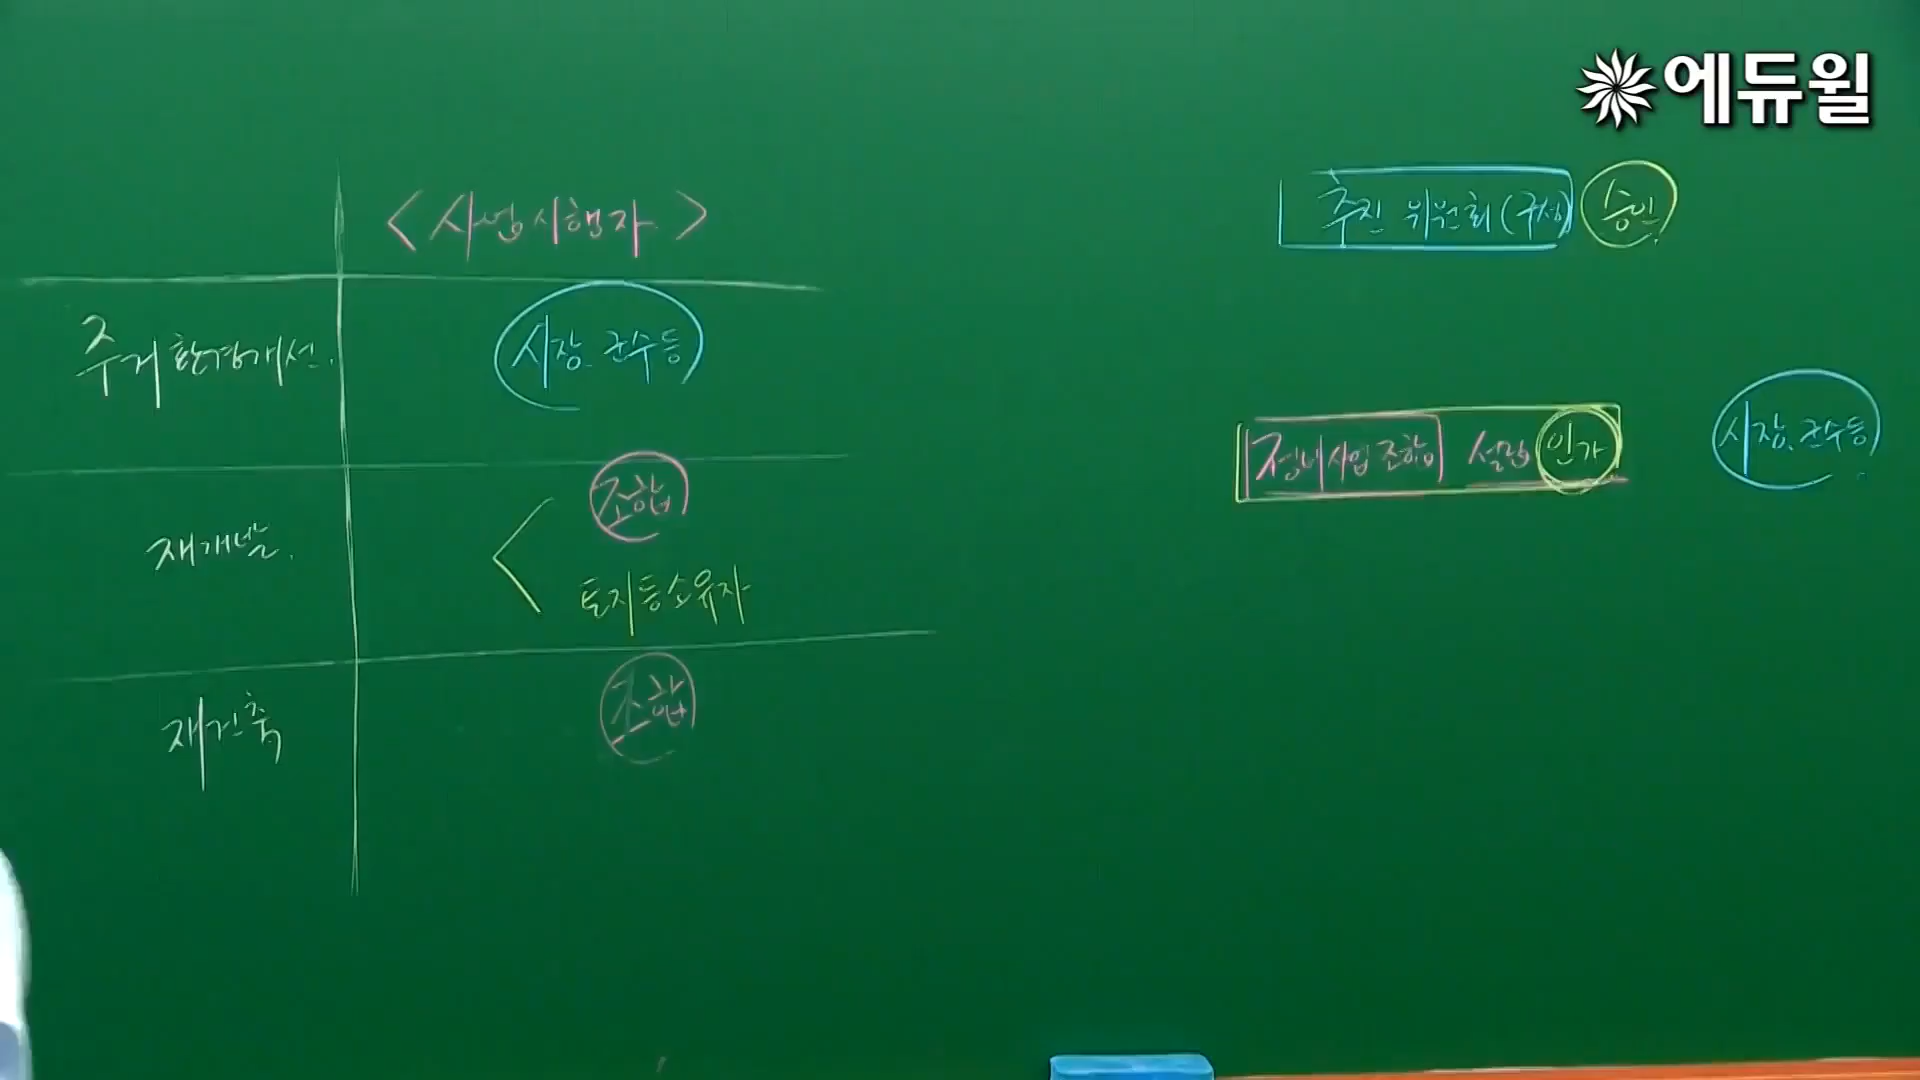 에듀윌
<사업시행자>
추진 위원회(구성) 승인
주거환경개선.
시장.군수등
정비사업조합 설립 인가
시장.군수등
조합
재개발.
토지등소유자
재건축
조합